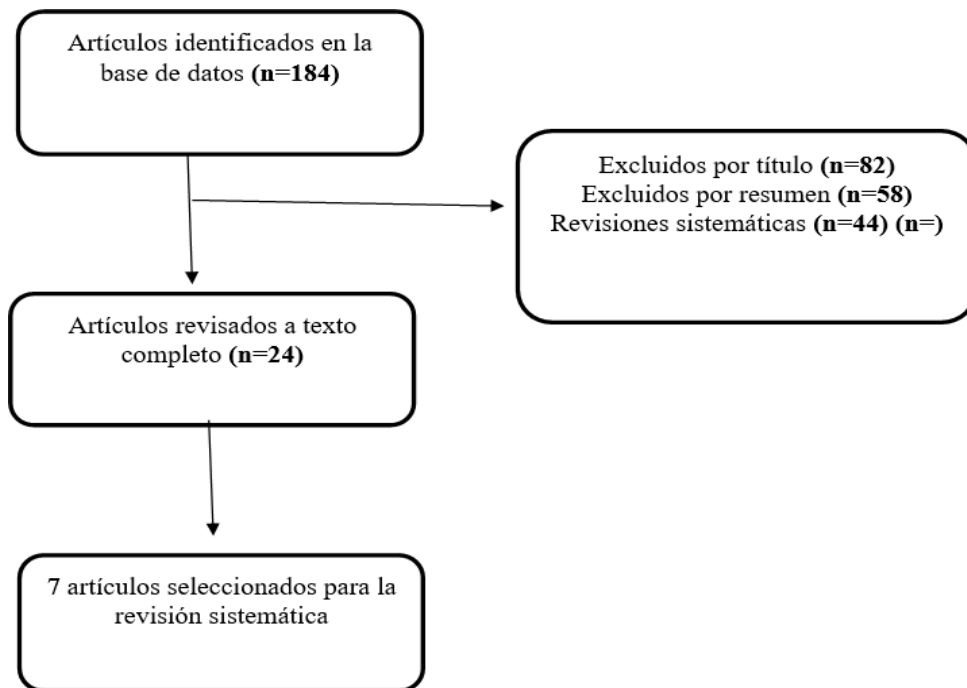 Artículos identificados en la
base de datos (n=184)
Excluidos por título (n=82)
Excluidos por resumen (n=58)
Revisiones sistemáticas (n=44) (n=)
Artículos revisados a texto
completo (n=24)
7 artículos seleccionados para la
revisión sistemática